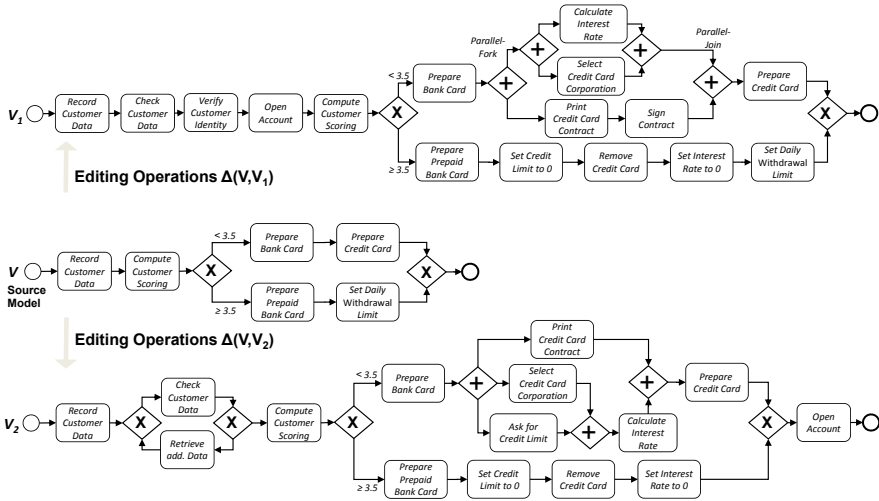 Parallel-
Fork
Calculate
Interest
Rate
Parallel-
Join
< 3.5
Prepare
Bank Card
+
+
Select
Credit Card
Corporation
+
+
Prepare
Credit Card
V1
Record
Customer
Data
Check
Customer
Data
Verify
Customer
Identity
Open
Account
Compute
Customer
Scoring
X
Print
Credit Card
Contract
Sign
Contract
X
≥ 3.5
Prepare
Prepaid
Bank Card
Set Credit
Limit to 0
Remove
Credit Card
Set Interest
Rate to 0
Set Daily
Withdrawal
Limit
Editing Operations Δ(V,V1)
< 3.5
Prepare
Bank Card
Prepare
Credit Card
V
Source
Model
Record
Customer
Data
Compute
Customer
Scoring
X
X
≥ 3.5
Prepare
Prepaid
Bank Card
Set Daily
Withdrawal
Limit
Editing Operations Δ(V,V2)
Print
Credit Card
Contract
< 3.5
Prepare
Bank Card
+
Select
Credit Card
Corporation
+
Prepare
Credit Card
V2
Record
Customer
Data
X
Check
Customer
Data
X
Retrieve
add. Data
Compute
Customer
Scoring
X
Ask for
Credit Limit
+
Calculate
Interest
Rate
X
Open
Account
≥ 3.5
Prepare
Prepaid
Bank Card
Set Credit
Limit to 0
Remove
Credit Card
Set Interest
Rate to 0